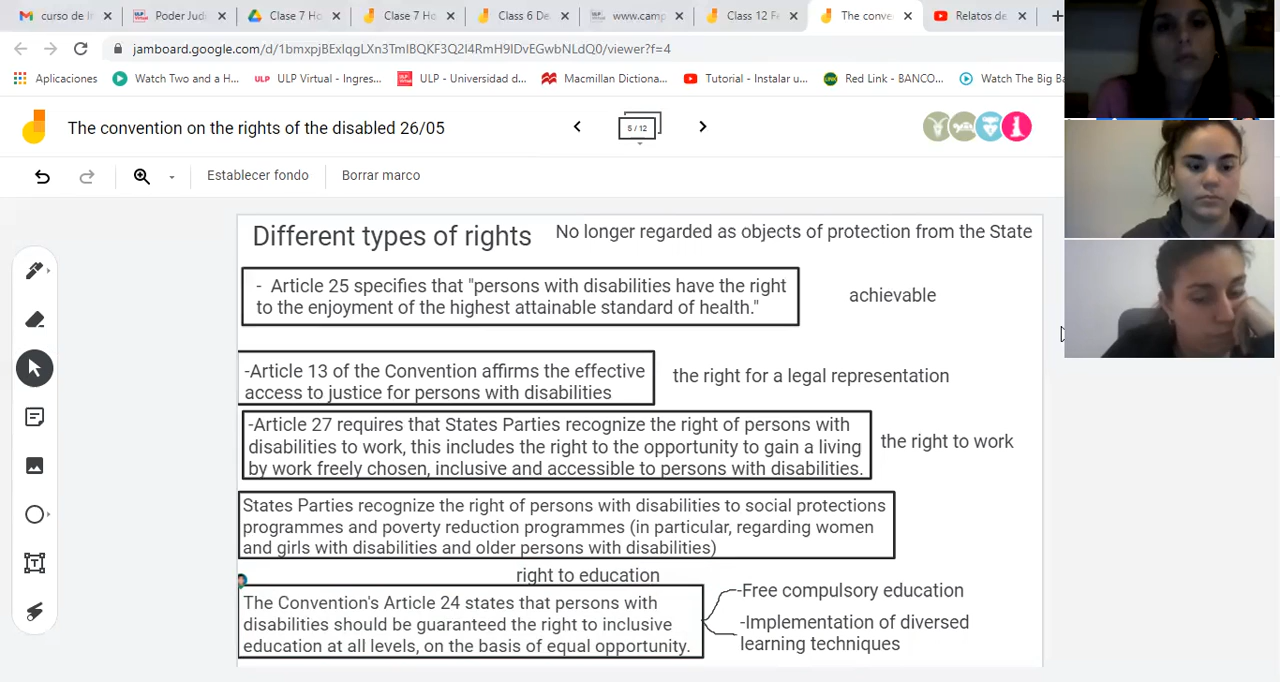 curso de In
Poder Judi
Clase 7 Ho
Clase 7 Ho
Class 6 De
www.camp
Class 12 Fe
The conve
Relatos de
jamboard.google.com/d/
/viewer?f=4
Aplicaciones
Watch Two and a H...
ULP
ULP Virtual - Ingres...
ULP - Universidad d...
Macmillan Dictiona...
Tutorial - Instalar u...
Red Link - BANCO...
Watch The Big Ba
The convention on the rights of the disabled 26/05
5 / 12
Establecer fondo
Borrar marco
Different types of rights
No longer regarded as objects of protection from the State
- Article 25 specifies that "persons with disabilities have the right
to the enjoyment of the highest attainable standard of health."
achievable
-Article 13 of the Convention affirms the effective
access to justice for persons with disabilities
the right for a legal representation
-Article 27 requires that States Parties recognize the right of persons with
disabilities to work, this includes the right to the opportunity to gain a living
by work freely chosen, inclusive and accessible to persons with disabilities.
the right to work
States Parties recognize the right of persons with disabilities to social protections
programmes and poverty reduction programmes (in particular, regarding women
and girls with disabilities and older persons with disabilities)
right to education
The Convention's Article 24 states that persons with
disabilities should be guaranteed the right to inclusive
education at all levels, on the basis of equal opportunity.
-Free compulsory education
-Implementation of diversed
learning techniques